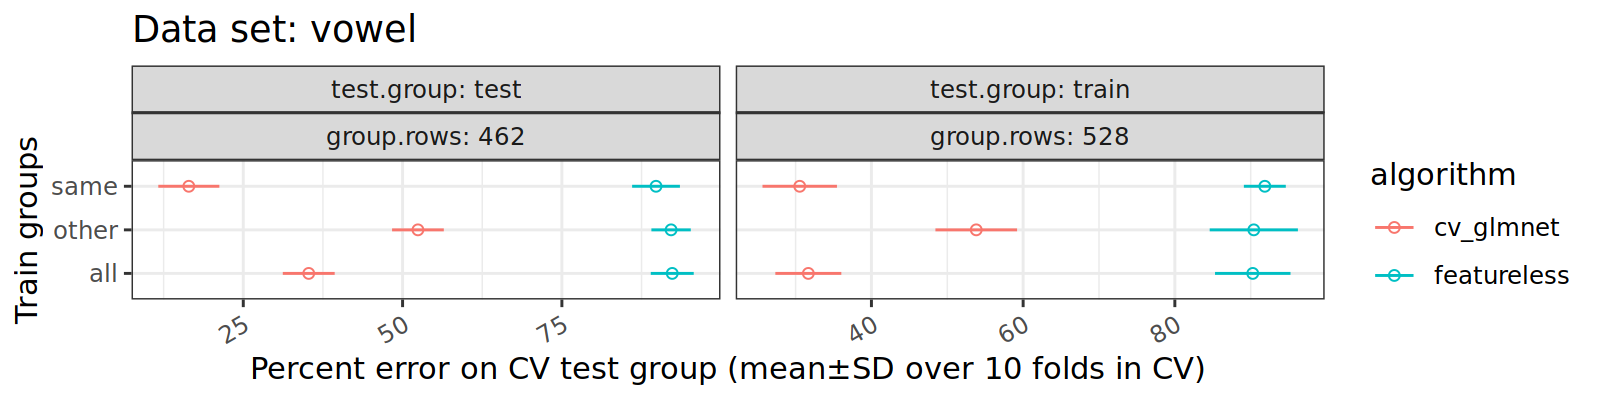 Data set: vowel
test.group: test
test.group: train
group.rows: 462
group.rows: 528
Train groups
same
other
all
25
50
75
40
60
80
Percent error on CV test group (mean±SD over 10 folds in CV)
algorithm
cv_glmnet
featureless